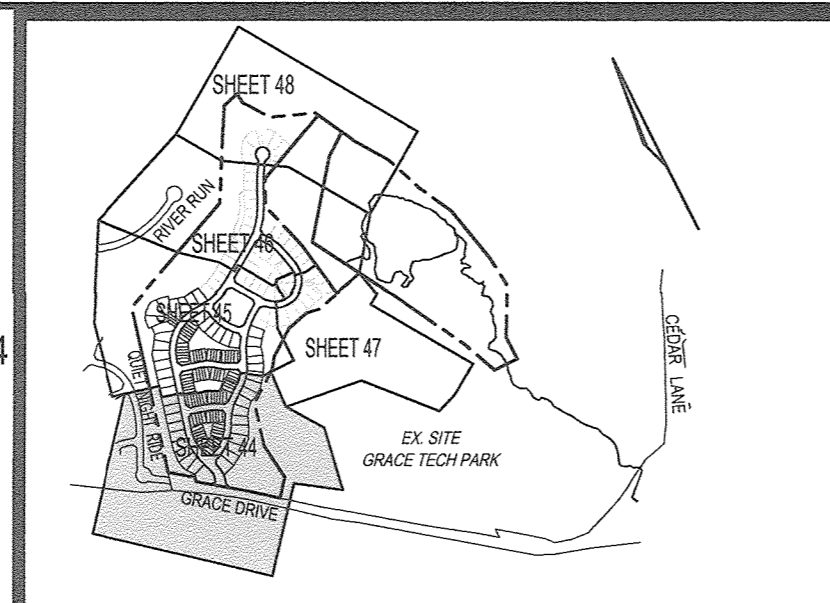 SHEET 48
RIVER RUN
SHEET 46
SHEET 45
SHEET 47
CEDAR LANE
QUIET NIGHT RIDE
EX. SITE
GRACE TECH PARK
SHEET 44
GRACE DRIVE